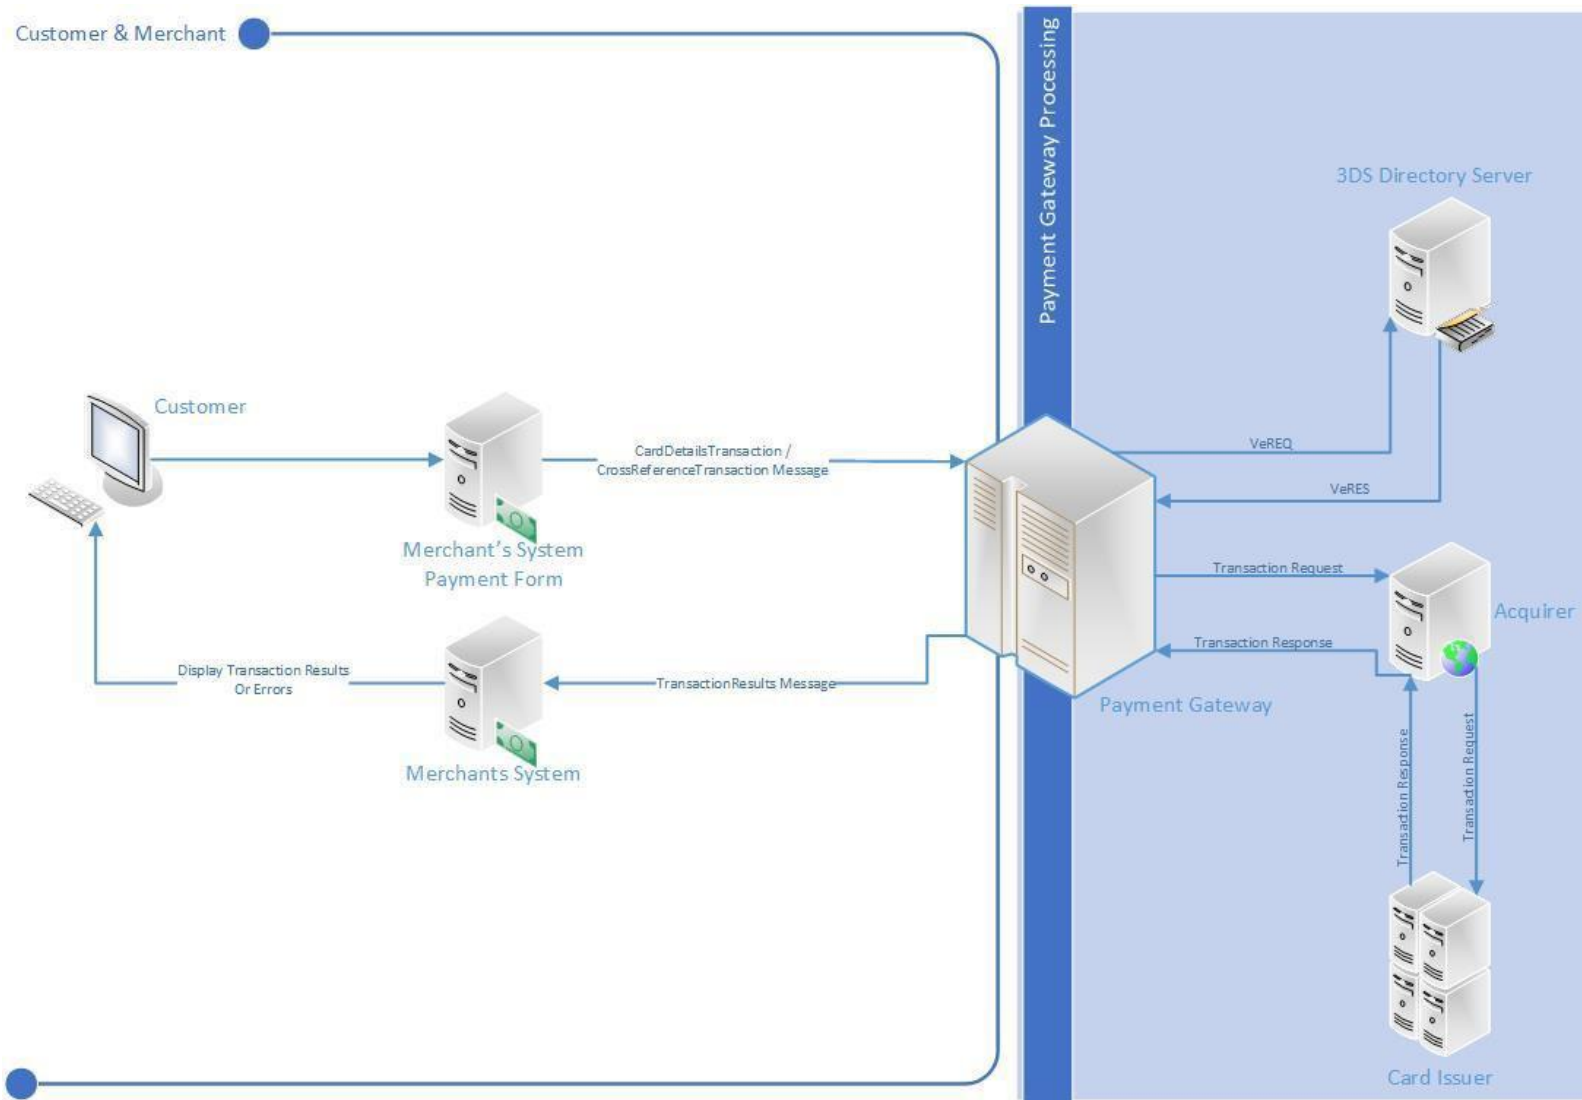 Customer & Merchant
Payment Gateway Processing
3DS Directory Server
Customer
CardDetailsTransaction /
CrossReferenceTransaction Message
VeREQ
VeRES
Merchant's System
Payment Form
Transaction Request
Acquirer
Transaction Response
Display Transaction Results
Or Errors
TransactionResults Message
Payment Gateway
Merchants System
Transaction Response
Transaction Request
Card Issuer